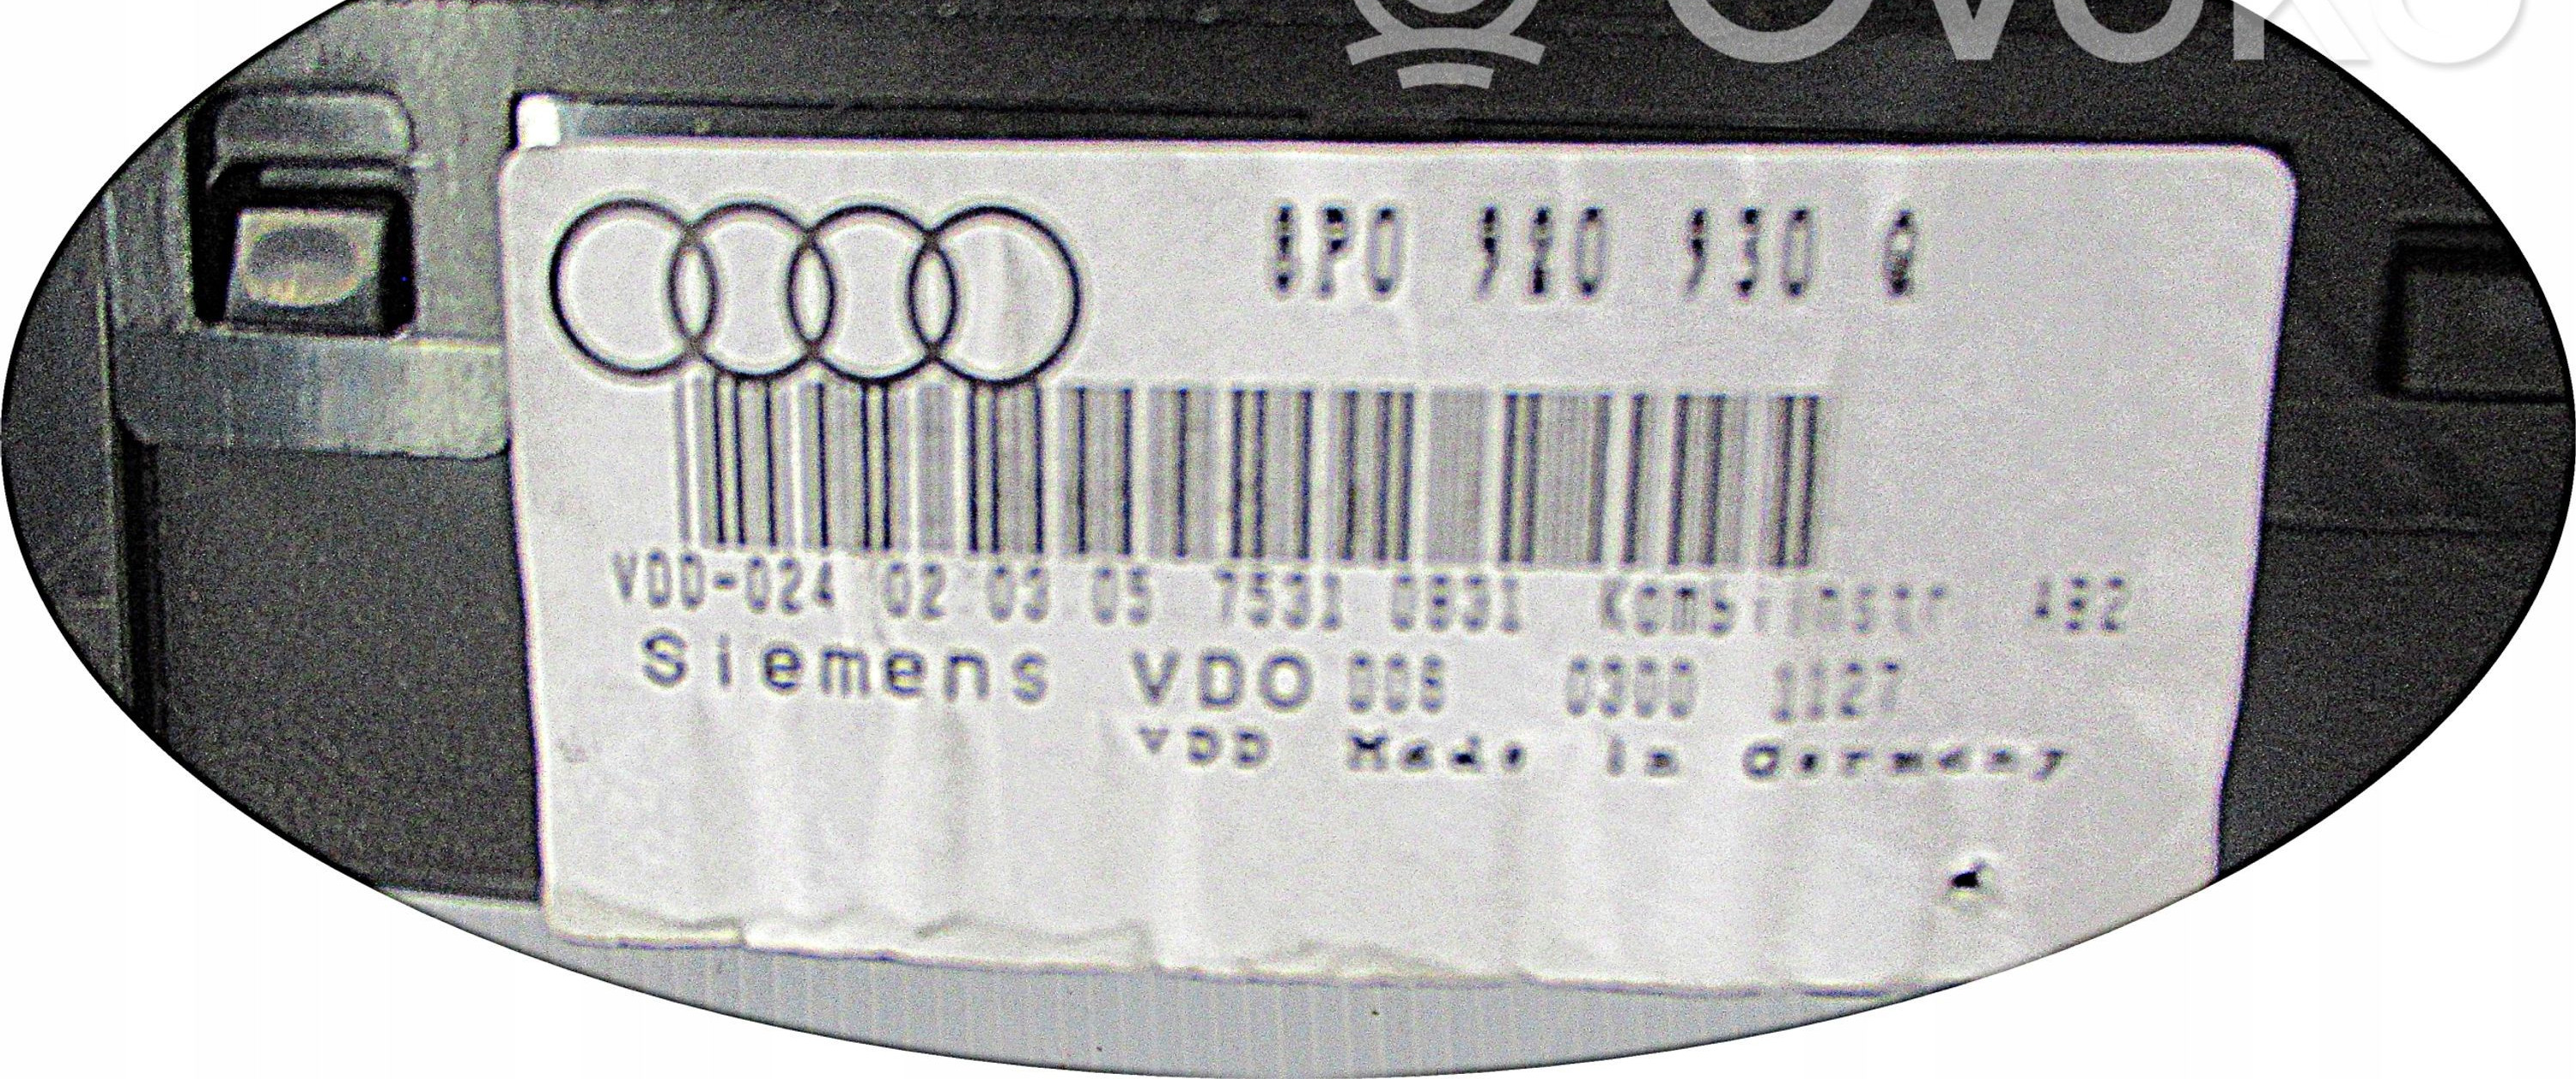 OVOKO
8P0 920 930
VDO-024 02 03 05 7531 0831 Kombiinstr
Siemens VDO 008 0300 1127
VDO Made in Germany